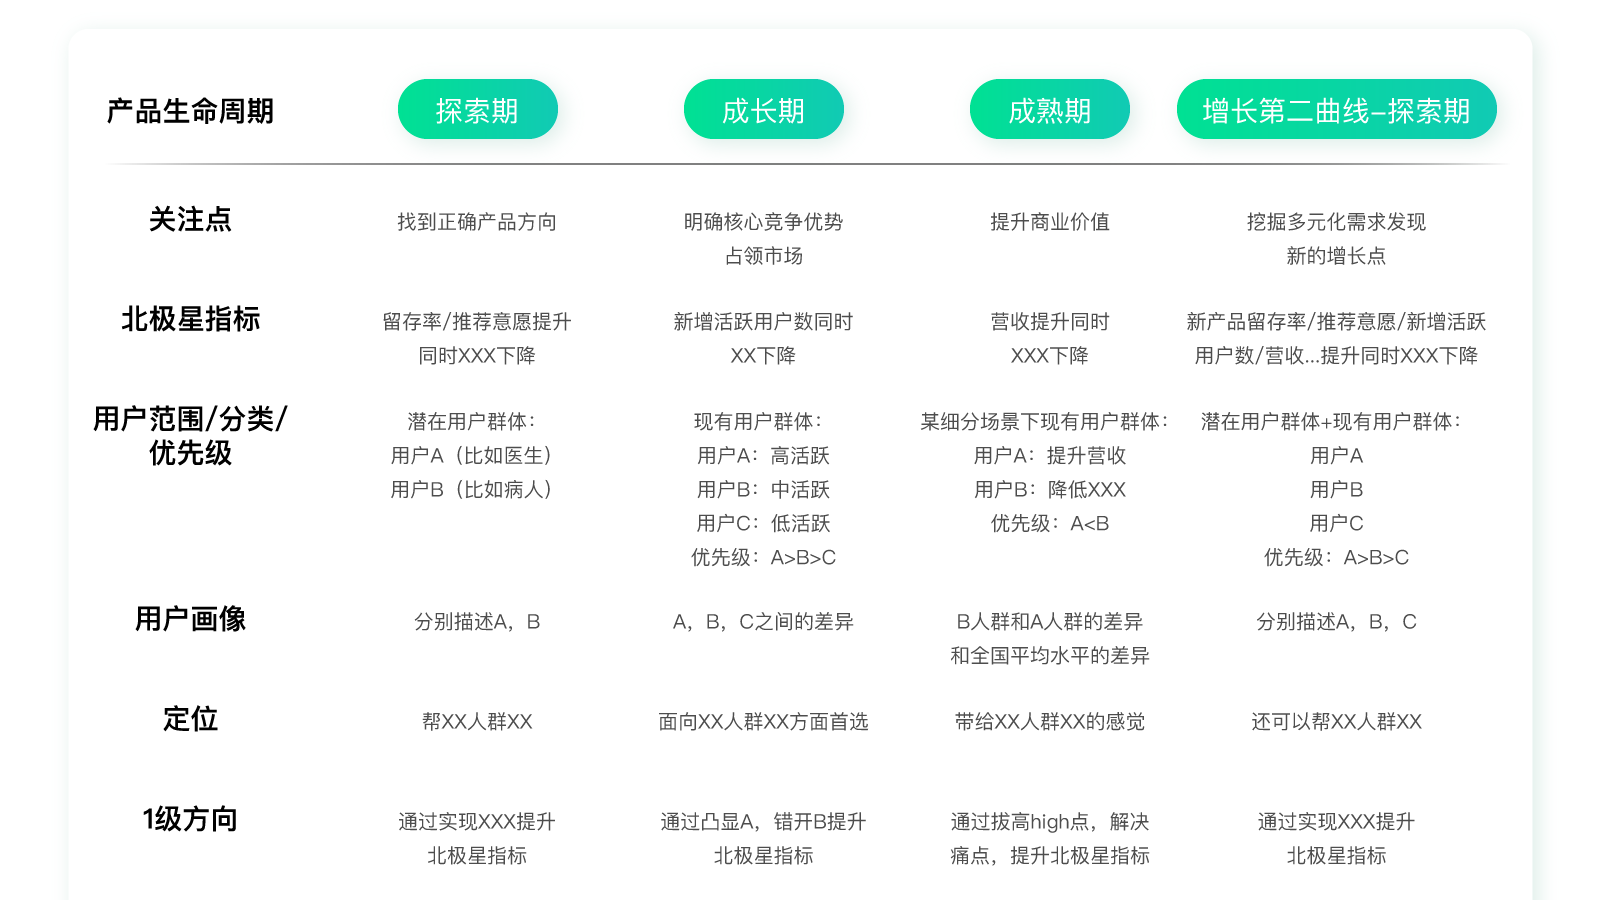 产品生命周期
探索期
成长期
成熟期
增长第二曲线-探索期
关注点
找到正确产品方向
明确核心竞争优势
占领市场
提升商业价值
挖掘多元化需求发现
新的增长点
北极星指标
留存率/推荐意愿提升
同时XXX下降
新增活跃用户数同时
XX下降
营收提升同时
XXX下降
新产品留存率/推荐意愿/新增活跃
用户数/营收...提升同时XXX下降
用户范围/分类/
优先级
潜在用户群体：
用户A（比如医生）
用户B（比如病人）
现有用户群体：
用户A：高活跃
用户B：中活跃
用户C：低活跃
优先级：A>B>C
某细分场景下现有用户群体：
用户A：提升营收
用户B：降低XXX
优先级：A<B
潜在用户群体+现有用户群体：
用户A
用户B
用户C
优先级：A>B>C
用户画像
分别描述A，B
A，B，C之间的差异
B人群和A人群的差异
和全国平均水平的差异
分别描述A，B，C
定位
帮XX人群XX
面向XX人群XX方面首选
带给XX人群XX的感觉
还可以帮XX人群XX
1级方向
通过实现XXX提升
北极星指标
通过凸显A，错开B提升
北极星指标
通过拔高high点，解决
痛点，提升北极星指标
通过实现XXX提升
北极星指标